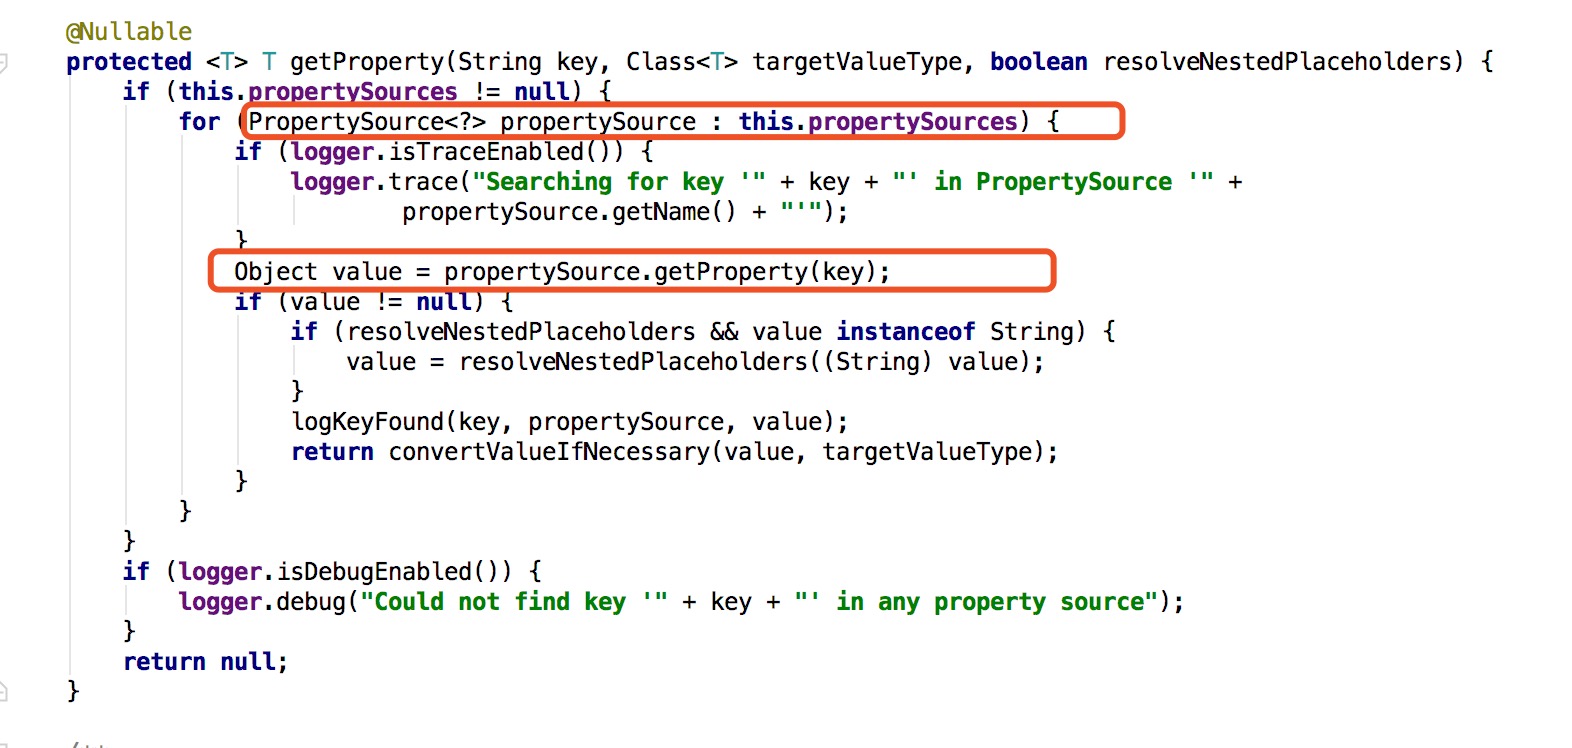 @Nullable
protected <T> T getProperty(String key, Class<T> targetValueType, boolean resolveNestedPlaceholders) {
if (this.propertySources != null) {
for (PropertySource<?> propertySource : this.propertySources) {
if (logger.isTraceEnabled()) {
logger.trace("Searching for key '" + key + "' in PropertySource '" +
propertySource.getName() + "'");
}
Object value = propertySource.getProperty(key);
if (value != null) {
if (resolveNestedPlaceholders && value instanceof String) {
value = resolveNestedPlaceholders((String) value);
}
logKeyFound(key, propertySource, value);
return convertValueIfNecessary(value, targetValueType);
}
}
}
if (logger.isDebugEnabled()) {
logger.debug("Could not find key '" + key + "' in any property source");
}
return null;
}
/**